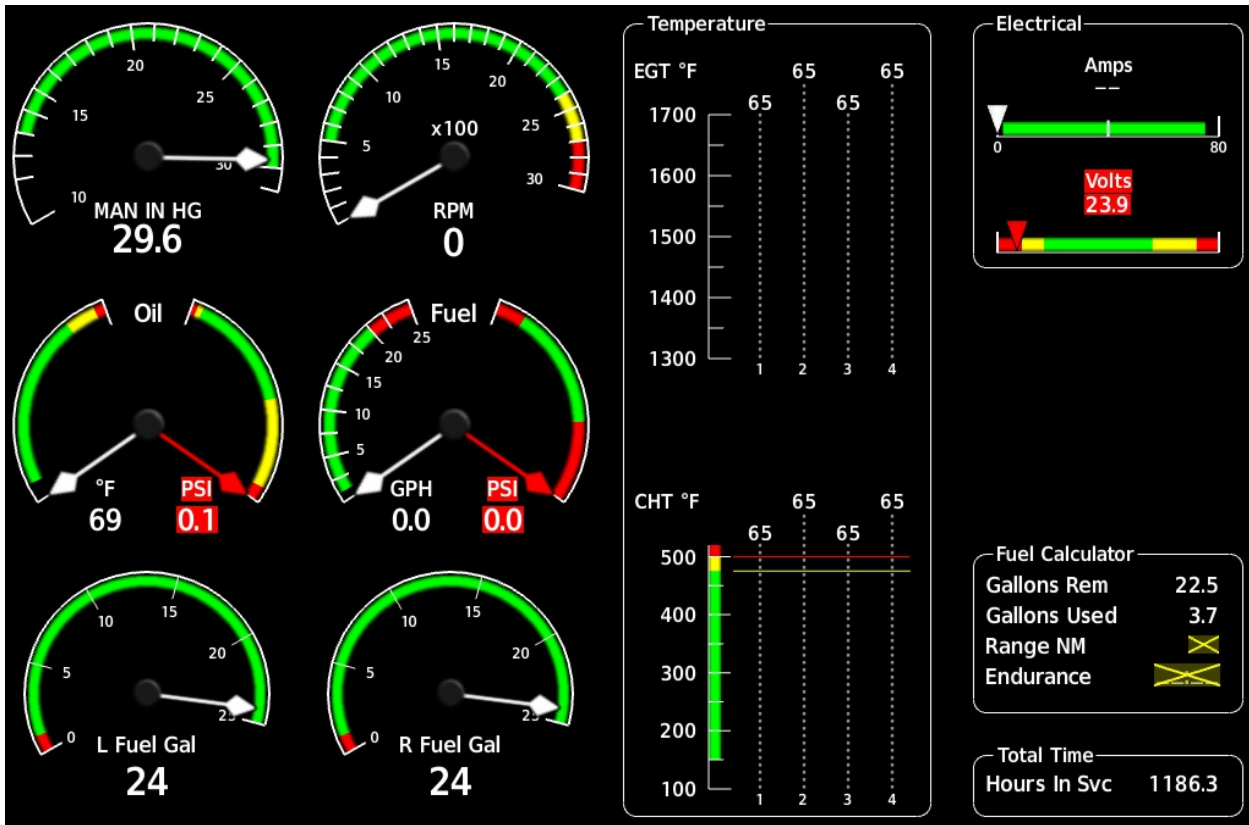 20
15
25
10
30
MAN IN HG
29.6
15
10
20
x100
5
25
30
RPM
0
Oil
°F
69
PSI
0.1
Fuel
25
20
15
10
5
GPH
0.0
PSI
0.0
15
10
20
5
25
0
L Fuel Gal
24
15
10
20
5
25
0
R Fuel Gal
24
Temperature
EGT °F
65 65
65 65
1700
1600
1500
1400
1300
1 2 3 4
CHT °F
65 65
65 65
500
400
300
200
100
1 2 3 4
Electrical
Amps
--
0 80
Volts
23.9
Fuel Calculator
Gallons Rem 22.5
Gallons Used 3.7
Range NM
Endurance
Total Time
Hours In Svc 1186.3